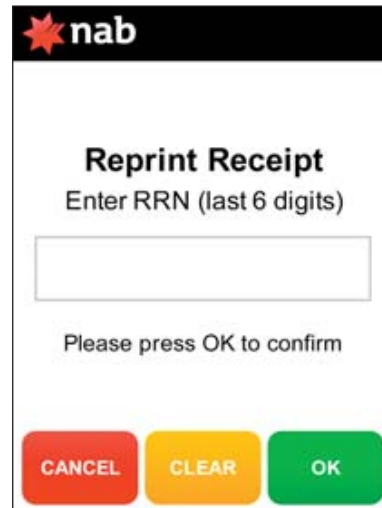 nab
Reprint Receipt
Enter RRN (last 6 digits)
Please press OK to confirm
CANCEL CLEAR OK